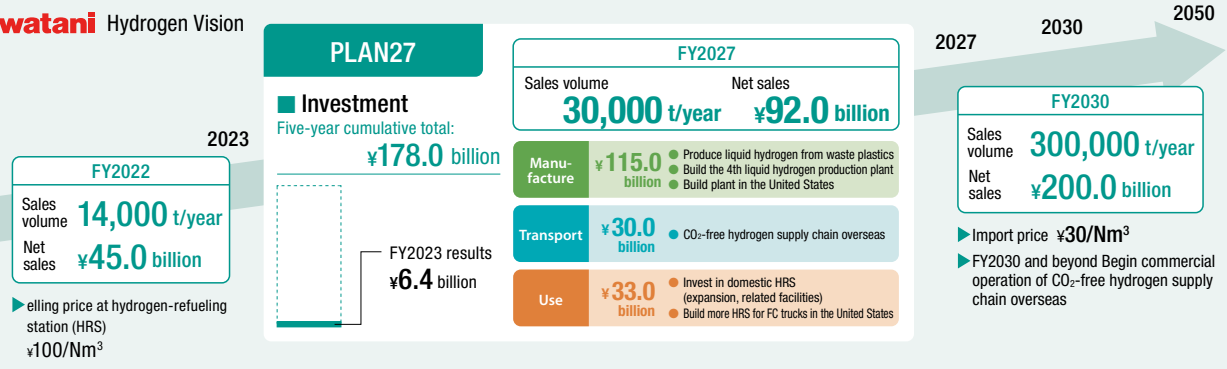 watani Hydrogen Vision
2023
2027
2030
2050
FY2022
Sales
volume 14,000 t/year
Net
sales ¥45.0 billion
▶elling price at hydrogen-refueling
station (HRS)
¥100/Nm³
PLAN27
■ Investment
Five-year cumulative total:
¥178.0 billion
FY2023 results
¥6.4 billion
FY2027
Sales volume Net sales
30,000 t/year ¥92.0 billion
Manu-
facture
¥115.0
billion
● Produce liquid hydrogen from waste plastics
● Build the 4th liquid hydrogen production plant
● Build plant in the United States
Transport
¥30.0
billion
● CO₂-free hydrogen supply chain overseas
Use
¥33.0
billion
● Invest in domestic HRS
(expansion, related facilities)
● Build more HRS for FC trucks in the United States
FY2030
Sales
volume 300,000 t/year
Net
sales ¥200.0 billion
▶Import price ¥30/Nm³
▶FY2030 and beyond Begin commercial
operation of CO₂-free hydrogen supply
chain overseas